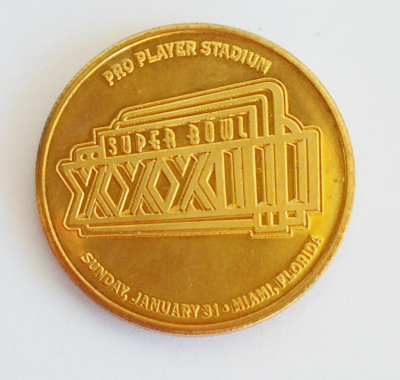 PRO PLAYER STADIUM
SUPER BOWL
XXXIII
SUNDAY, JANUARY 31 • MIAMI, FLORIDA